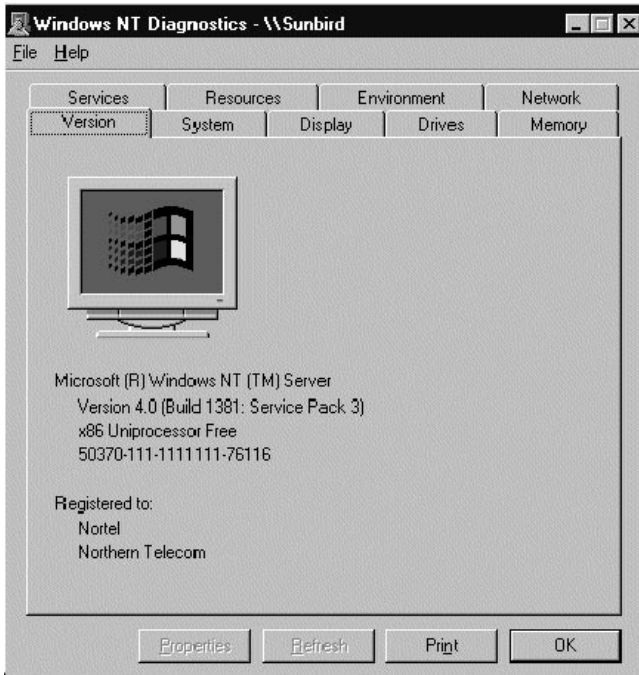 Windows NT Diagnostics - \\Sunbird
File Help
Services Resources Environment Network
Version System Display Drives Memory
Microsoft (R) Windows NT (TM) Server
Version 4.0 (Build 1381: Service Pack 3)
x86 Uniprocessor Free
50370-111-1111111-76116
Registered to:
Nortel
Northern Telecom
Properties Refresh Print OK